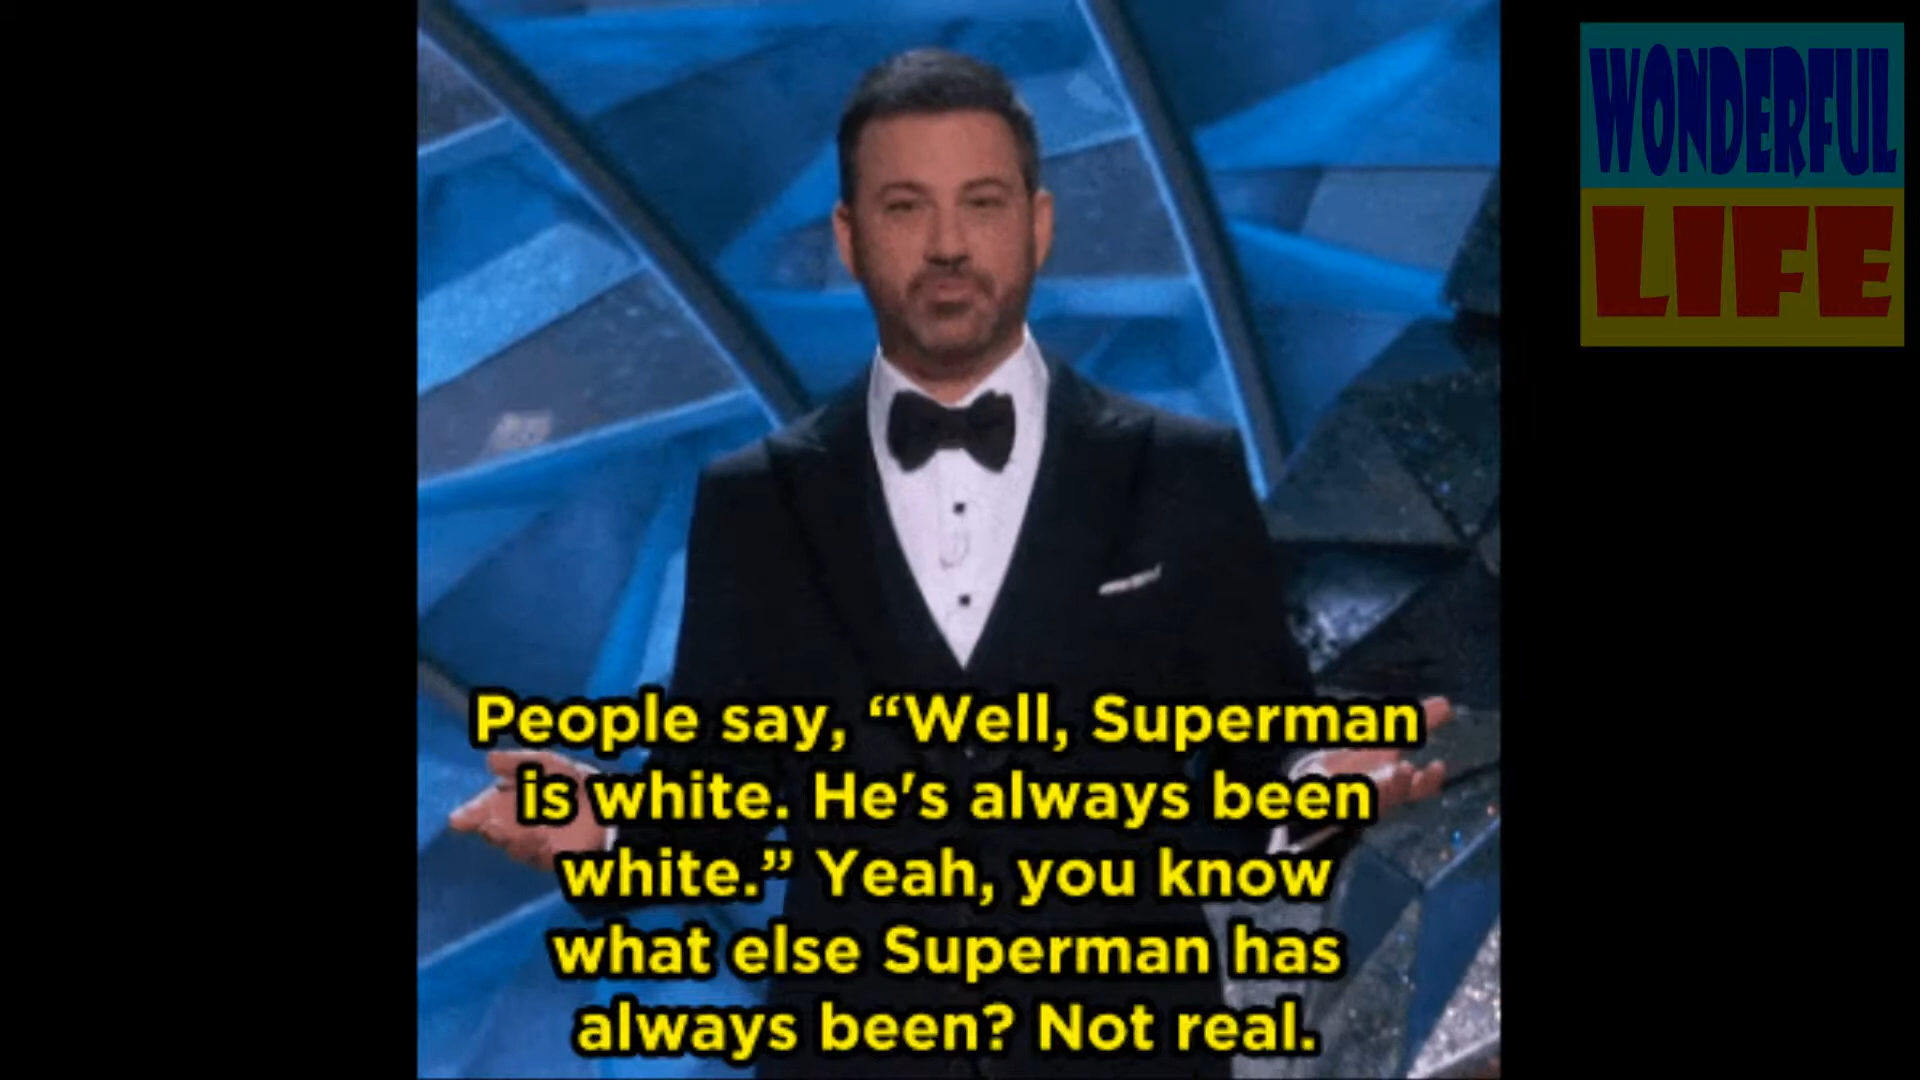 WONDERFUL
LIFE
People say, “Well, Superman
is white. He's always been
white.” Yeah, you know
what else Superman has
always been? Not real.